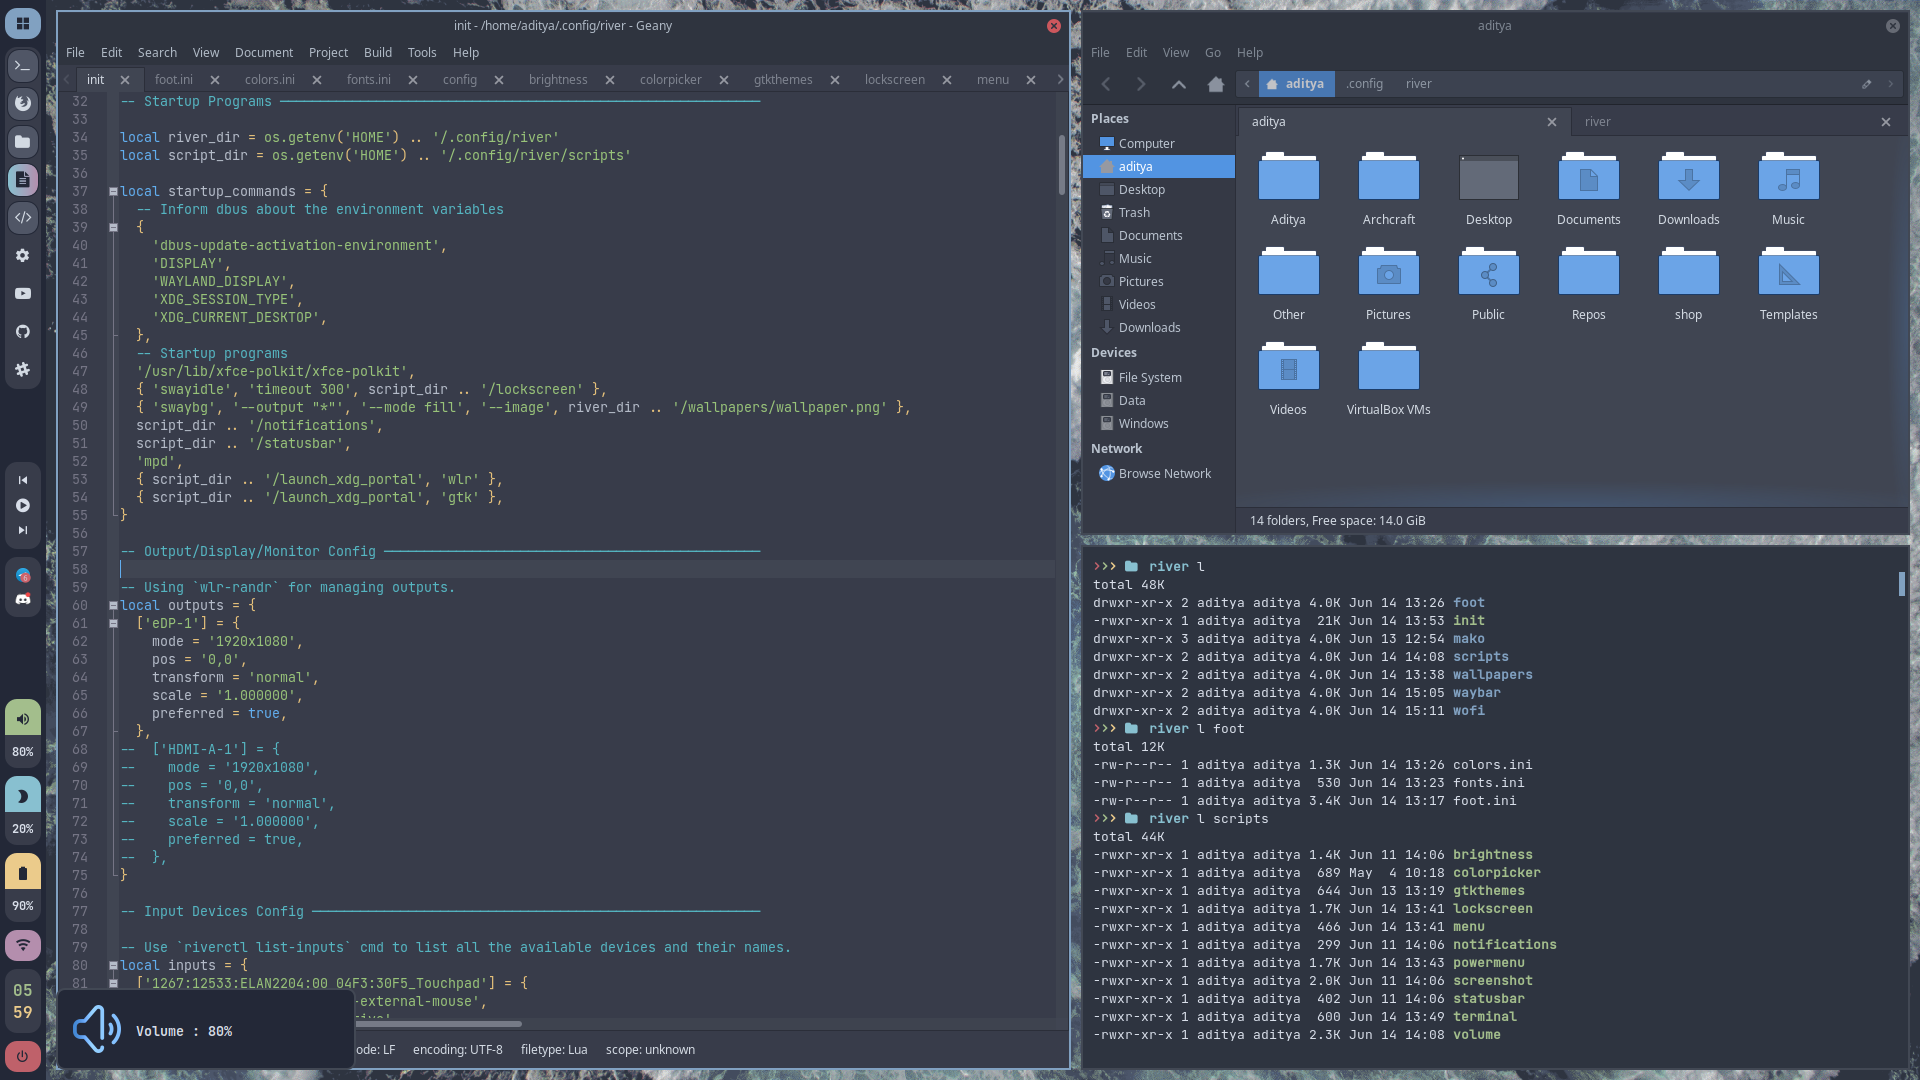 init - /home/aditya/.config/river - Geany
File Edit Search View Document Project Build Tools Help
init foot.ini colors.ini fonts.ini config brightness colorpicker gtkthemes lockscreen menu
32 -- Startup Programs
33
34 local river_dir = os.getenv('HOME') .. '/.config/river'
35 local script_dir = os.getenv('HOME') .. '/.config/river/scripts'
36
37 local startup_commands = {
38 -- Inform dbus about the environment variables
39 {
40 'dbus-update-activation-environment',
41 'DISPLAY',
42 'WAYLAND_DISPLAY',
43 'XDG_SESSION_TYPE',
44 'XDG_CURRENT_DESKTOP',
45 },
46 -- Startup programs
47 '/usr/lib/xfce-polkit/xfce-polkit',
48 { 'swayidle', 'timeout 300', script_dir .. '/lockscreen' },
49 { 'swaybg', '--output "*"', '--mode fill', '--image', river_dir .. '/wallpapers/wallpaper.png' },
50 script_dir .. '/notifications',
51 script_dir .. '/statusbar',
52 'mpd',
53 { script_dir .. '/launch_xdg_portal', 'wlr' },
54 { script_dir .. '/launch_xdg_portal', 'gtk' },
55 }
56
57 -- Output/Display/Monitor Config
58
59 -- Using `wlr-randr` for managing outputs.
60 local outputs = {
61 ['eDP-1'] = {
62 mode = '1920x1080',
63 pos = '0,0',
64 transform = 'normal',
65 scale = '1.000000',
66 preferred = true,
67 },
68 -- ['HDMI-A-1'] = {
69 -- mode = '1920x1080',
70 -- pos = '0,0',
71 -- transform = 'normal',
72 -- scale = '1.000000',
73 -- preferred = true,
74 -- },
75 }
76
77 -- Input Devices Config
78
79 -- Use `riverctl list-inputs` cmd to list all the available devices and their names.
80 local inputs = {
81 ['1267:12533:ELAN2204:00 04F3:30F5_Touchpad'] = {
-external-mouse',
Volume : 80%
ode: LF encoding: UTF-8 filetype: Lua scope: unknown
80%
20%
90%
05
59
aditya
File Edit View Go Help
aditya .config river
aditya river
Places
Computer
aditya
Desktop
Trash
Documents
Music
Pictures
Videos
Downloads
Devices
File System
Data
Windows
Network
Browse Network
Aditya Archcraft Desktop Documents Downloads Music
Other Pictures Public Repos shop Templates
Videos VirtualBox VMs
14 folders, Free space: 14.0 GiB
>>> river l
total 48K
drwxr-xr-x 2 aditya aditya 4.0K Jun 14 13:26 foot
-rwxr-xr-x 1 aditya aditya 21K Jun 14 13:53 init
drwxr-xr-x 3 aditya aditya 4.0K Jun 13 12:54 mako
drwxr-xr-x 2 aditya aditya 4.0K Jun 14 14:08 scripts
drwxr-xr-x 2 aditya aditya 4.0K Jun 14 13:38 wallpapers
drwxr-xr-x 2 aditya aditya 4.0K Jun 14 15:05 waybar
drwxr-xr-x 2 aditya aditya 4.0K Jun 14 15:11 wofi
>>> river l foot
total 12K
-rw-r--r-- 1 aditya aditya 1.3K Jun 14 13:26 colors.ini
-rw-r--r-- 1 aditya aditya 530 Jun 14 13:23 fonts.ini
-rw-r--r-- 1 aditya aditya 3.4K Jun 14 13:17 foot.ini
>>> river l scripts
total 44K
-rwxr-xr-x 1 aditya aditya 1.4K Jun 11 14:06 brightness
-rwxr-xr-x 1 aditya aditya 689 May 4 10:18 colorpicker
-rwxr-xr-x 1 aditya aditya 644 Jun 13 13:19 gtkthemes
-rwxr-xr-x 1 aditya aditya 1.7K Jun 14 13:41 lockscreen
-rwxr-xr-x 1 aditya aditya 466 Jun 14 13:41 menu
-rwxr-xr-x 1 aditya aditya 299 Jun 11 14:06 notifications
-rwxr-xr-x 1 aditya aditya 1.7K Jun 14 13:43 powermenu
-rwxr-xr-x 1 aditya aditya 2.0K Jun 11 14:06 screenshot
-rwxr-xr-x 1 aditya aditya 402 Jun 11 14:06 statusbar
-rwxr-xr-x 1 aditya aditya 600 Jun 14 13:49 terminal
-rwxr-xr-x 1 aditya aditya 2.3K Jun 14 14:08 volume